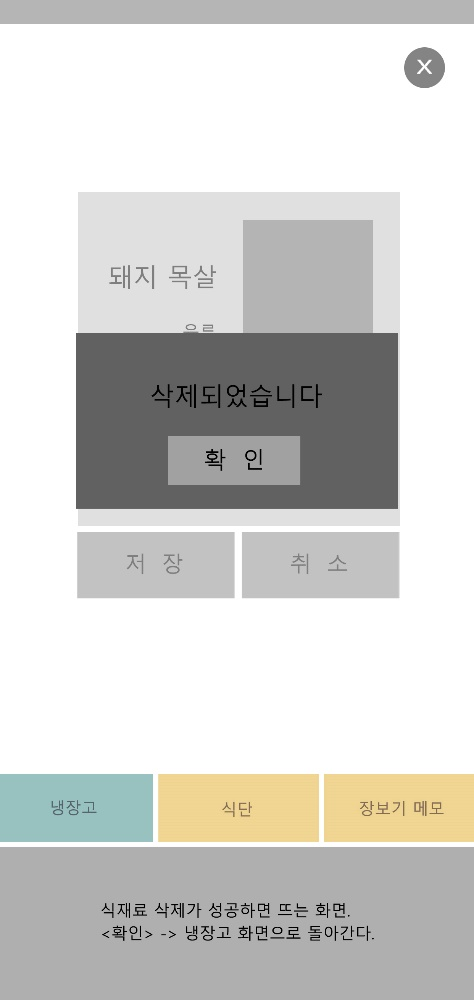 X
돼지 목살
삭제되었습니다
확 인
저 장
취 소
냉장고
식단
장보기 메모
식재료 삭제가 성공하면 뜨는 화면.
<확인> -> 냉장고 화면으로 돌아간다.